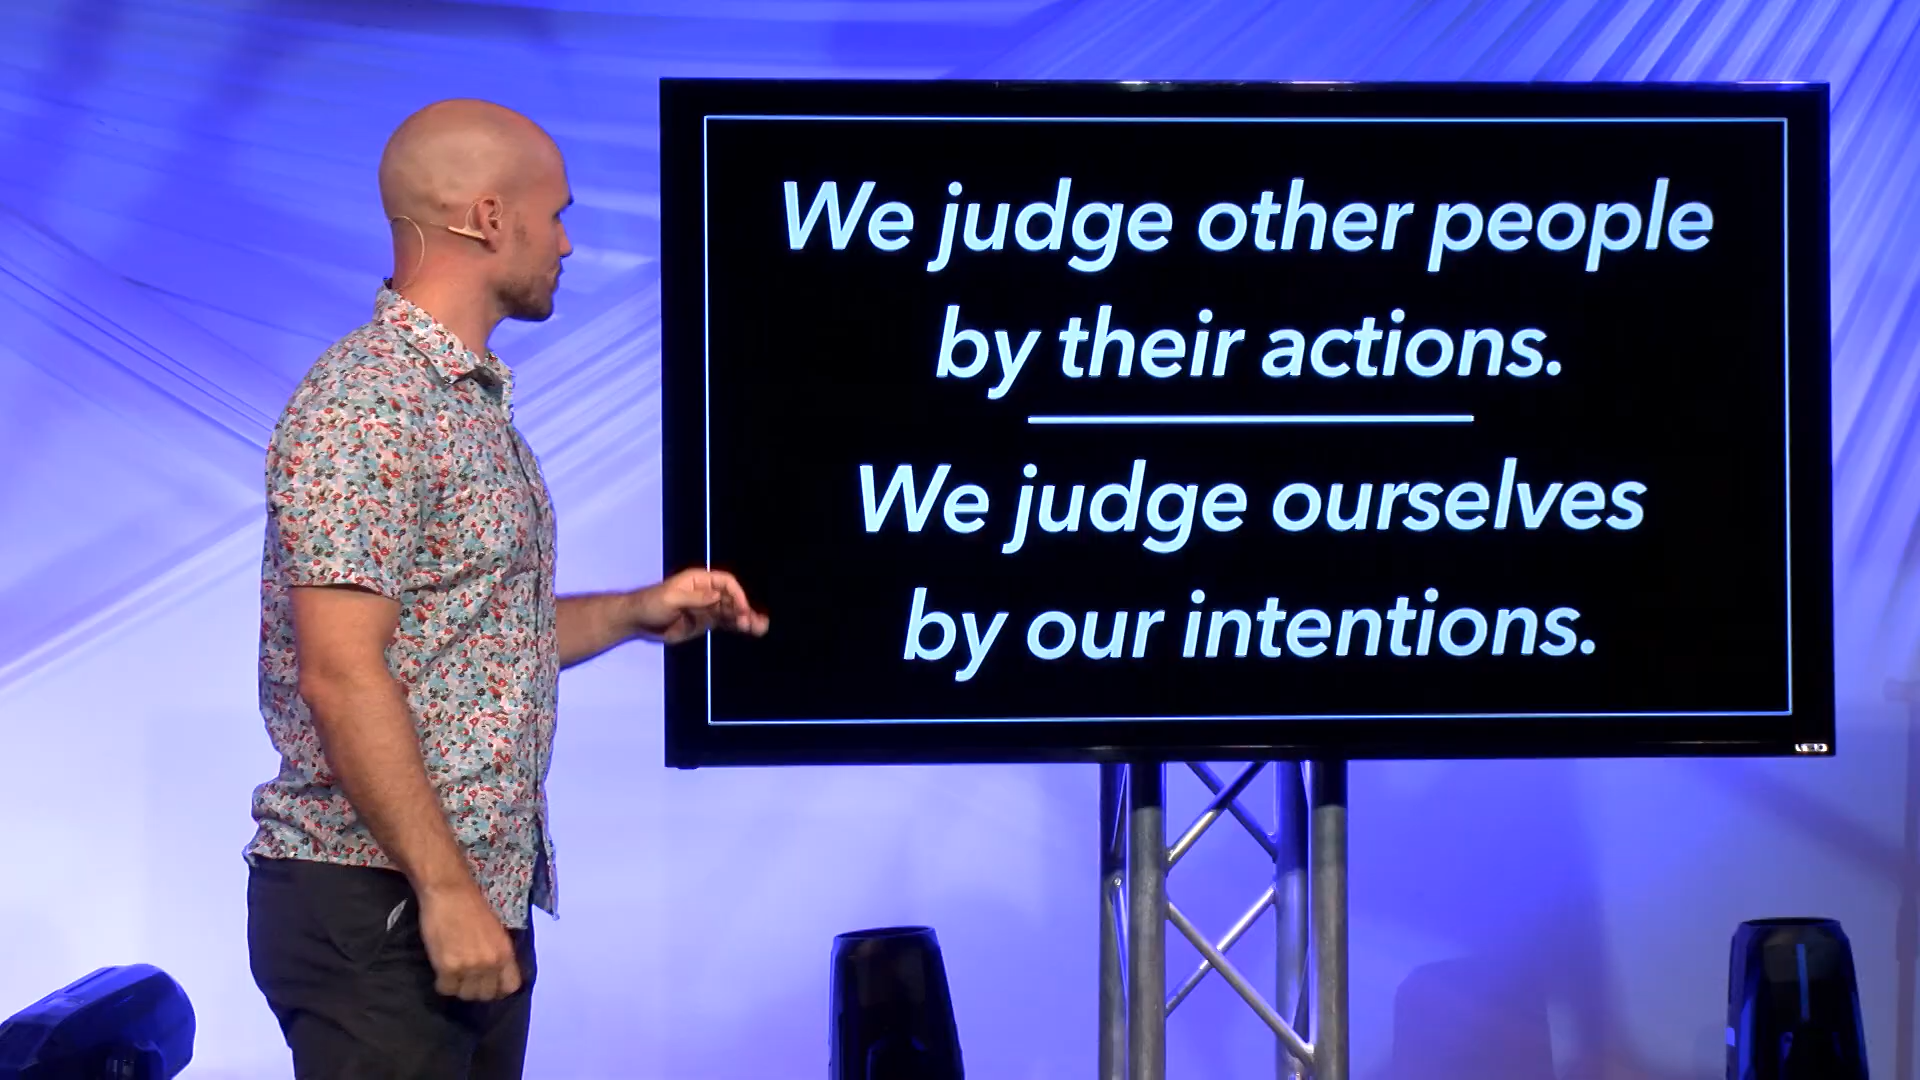 We judge other people
by their actions.
We judge ourselves
by our intentions.